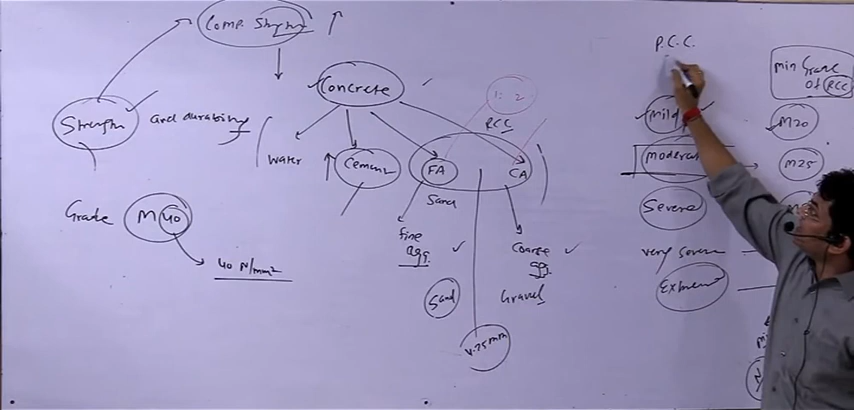 Comp. Strength
Strength and durability
Grade M40
40 N/mm2
Concrete
1: 2
RCC
Water
Cement
FA
CA
Sand
fine
agg.
Coarse
agg.
Sand
Gravel
4.75mm
P.C.C.
min Grade
of RCC
Mild
M20
Moderate
M25
Severe
very severe
Extreme